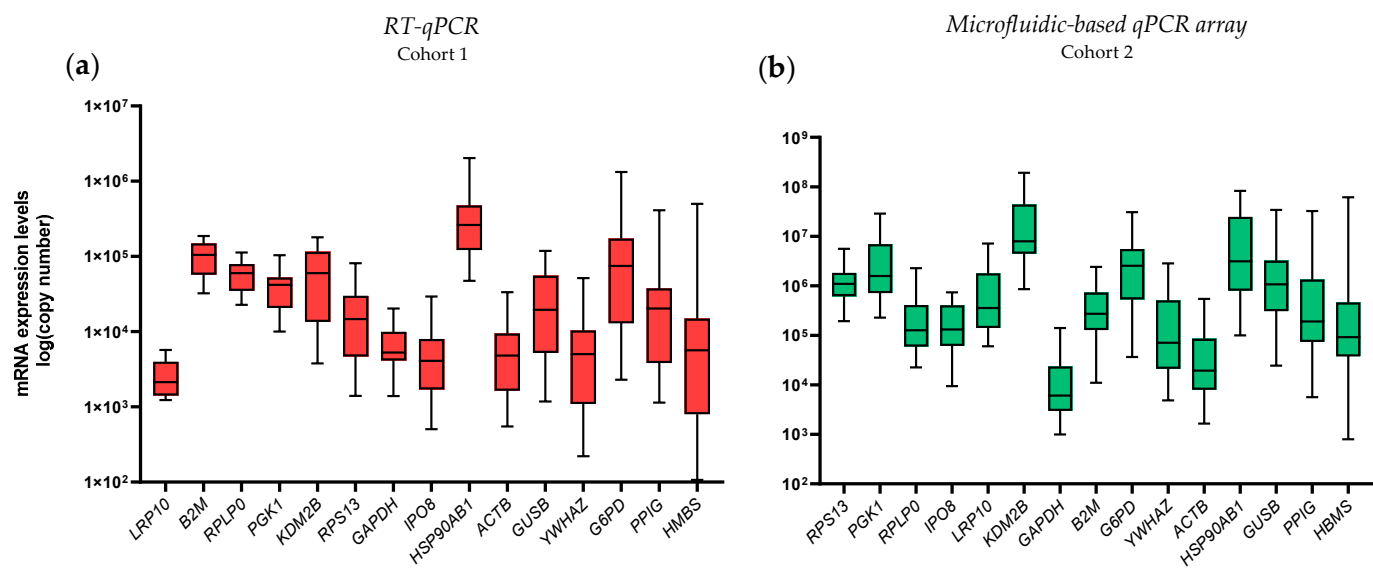 RT-qPCR
Cohort 1
(a)
mRNA expression levels
log(copy number)
1×10⁷
1×10⁶
1×10⁵
1×10⁴
1×10³
1×10²
LRP10
B2M
RPLP0
PGK1
KDM2B
RPS13
GAPDH
IPO8
HSP90AB1
ACTB
GUSB
YWHAZ
G6PD
PPIG
HMBS
Microfluidic-based qPCR array
Cohort 2
(b)
10⁹
10⁸
10⁷
10⁶
10⁵
10⁴
10³
10²
RPS13
PGK1
RPLP0
IPO8
LRP10
KDM2B
GAPDH
B2M
G6PD
YWHAZ
ACTB
HSP90AB1
GUSB
PPIG
HBMS